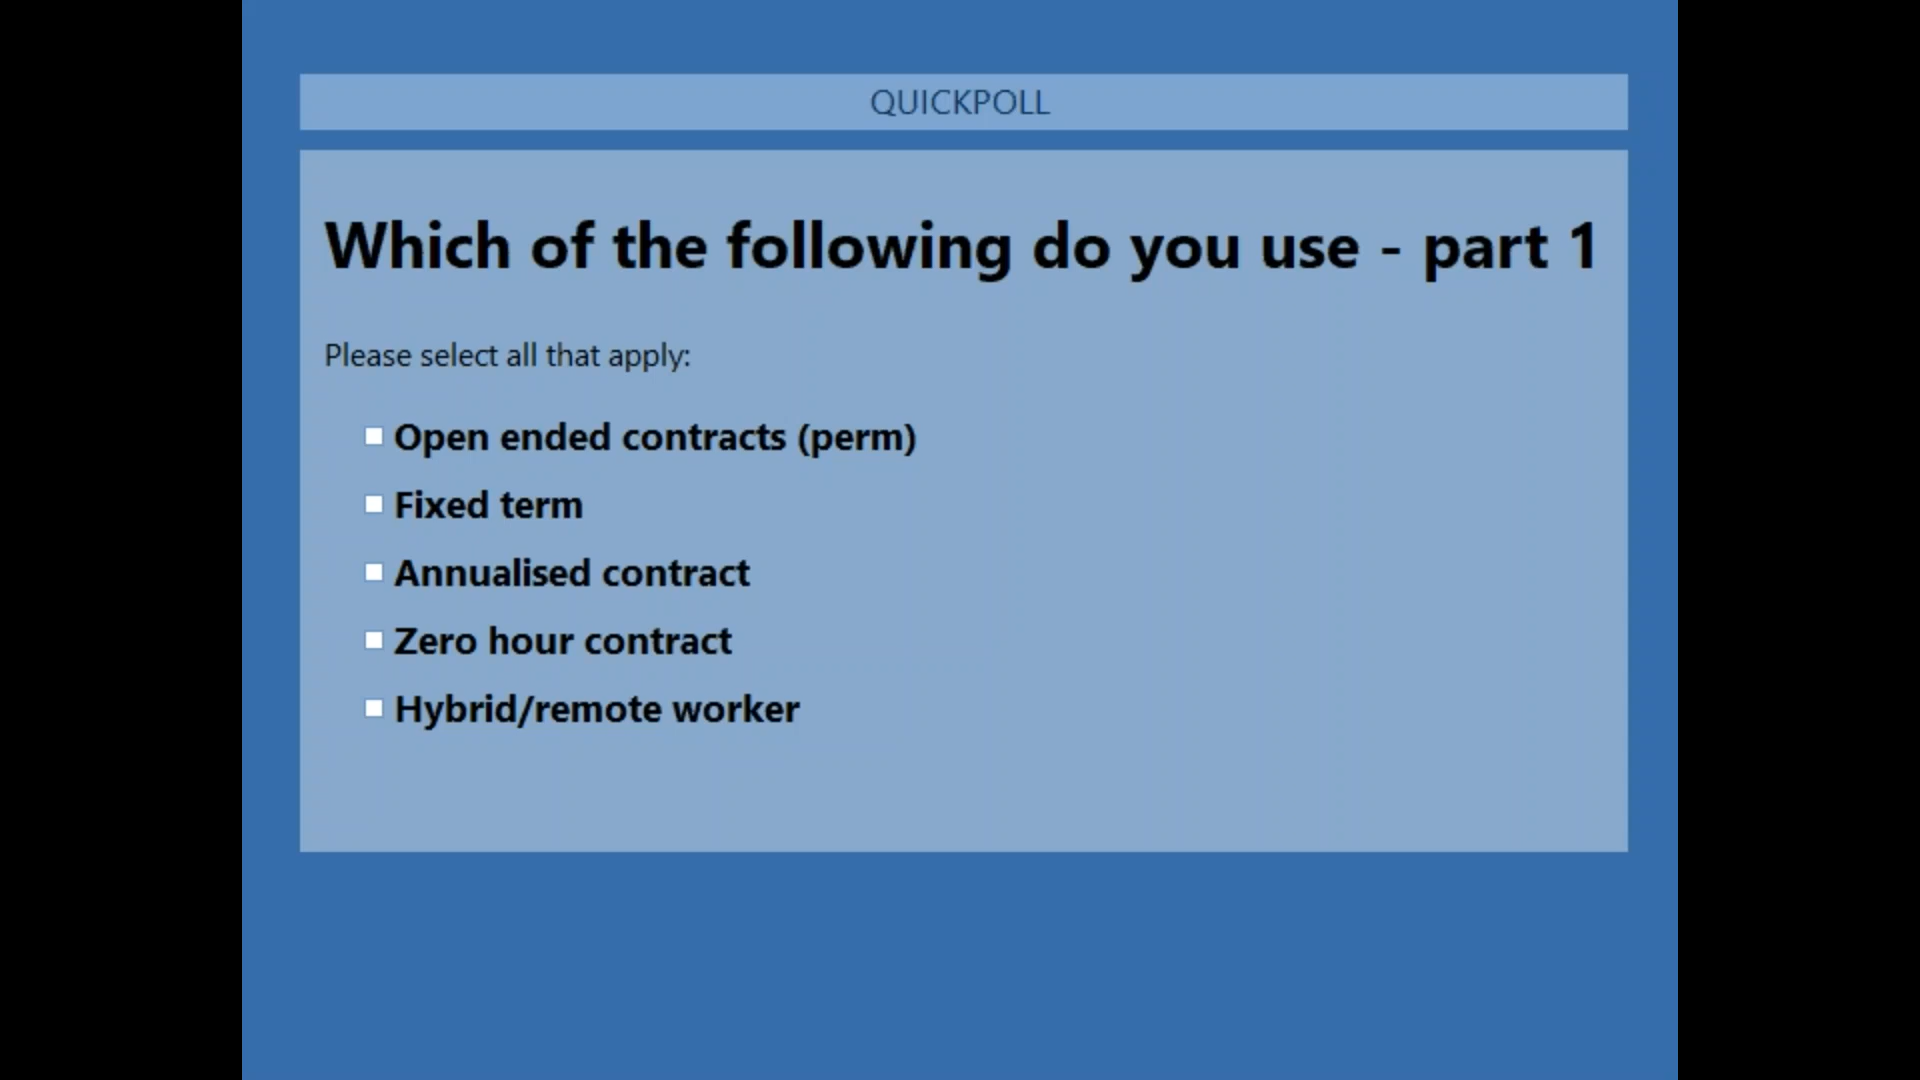 QUICKPOLL
Which of the following do you use - part 1
Please select all that apply:
Open ended contracts (perm)
Fixed term
Annualised contract
Zero hour contract
Hybrid/remote worker